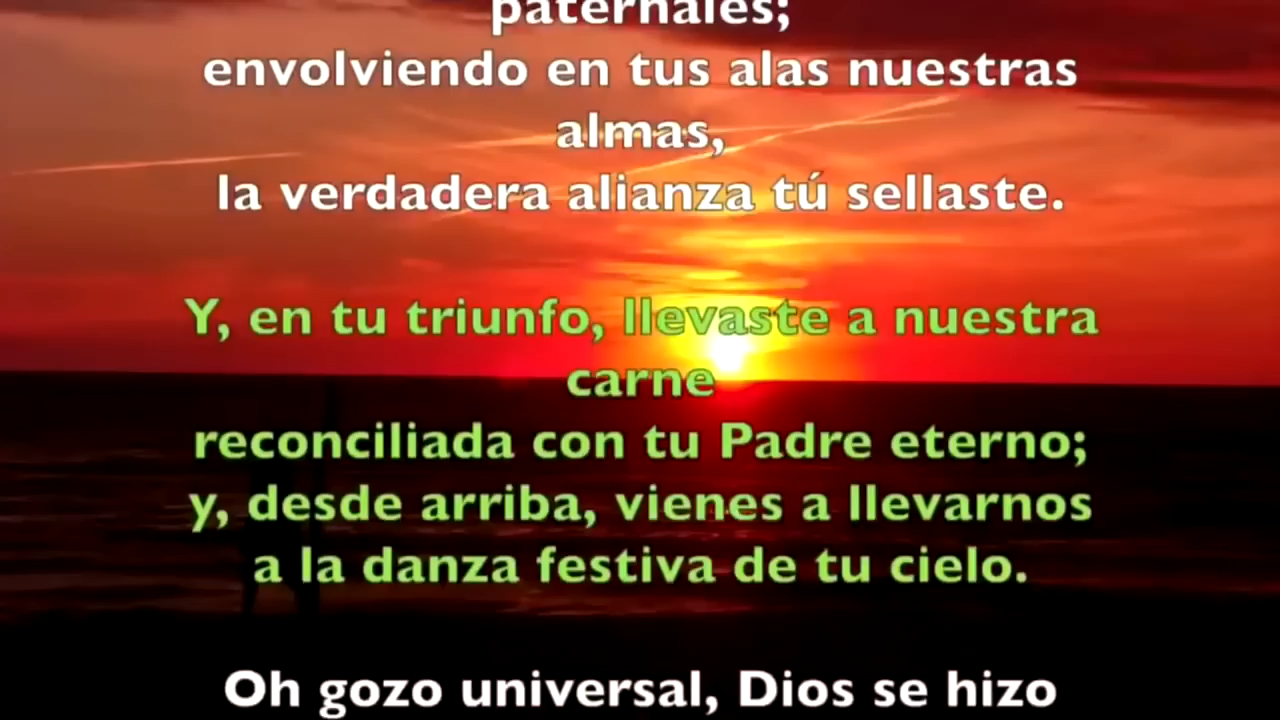 paternales;
envolviendo en tus alas nuestras
almas,
la verdadera alianza tú sellaste.
Y, en tu triunfo, llevaste a nuestra
carne
reconciliada con tu Padre eterno;
y, desde arriba, vienes a llevarnos
a la danza festiva de tu cielo.
Oh gozo universal, Dios se hizo